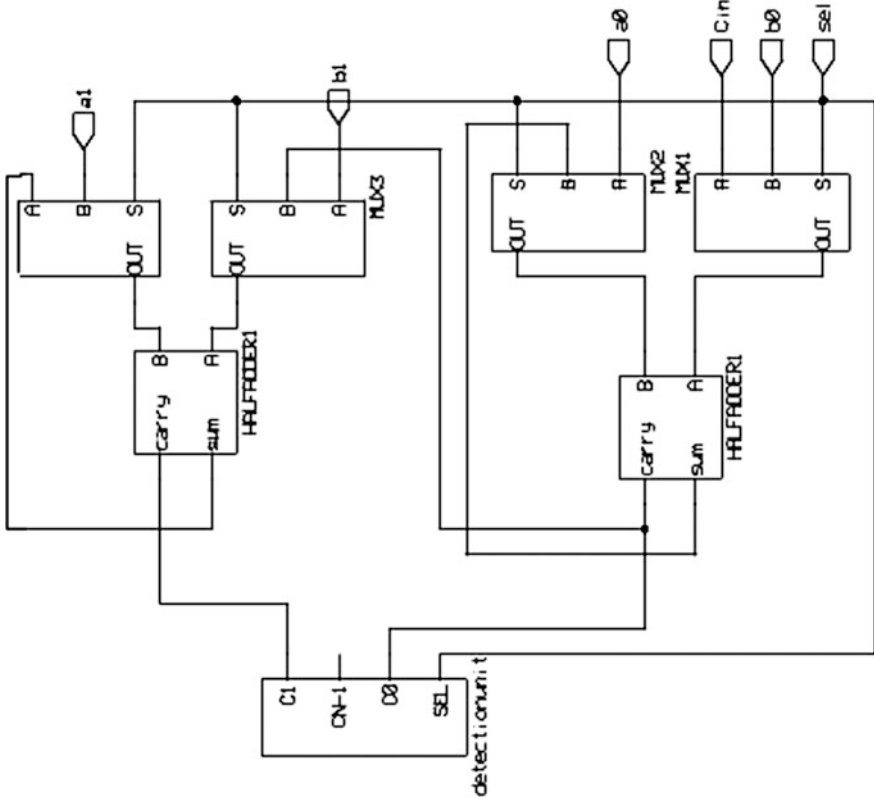 a1
A
B
S
OUT
b1
S
B
A
OUT
MUX3
B
A
carry
sum
HALFADDER1
a0
S
B
A
OUT
MUX2
Cin
b0
sel
MUX1
A
B
S
OUT
B
A
carry
sum
HALFADDER1
C1
CN-1
C0
SEL
detectionunit